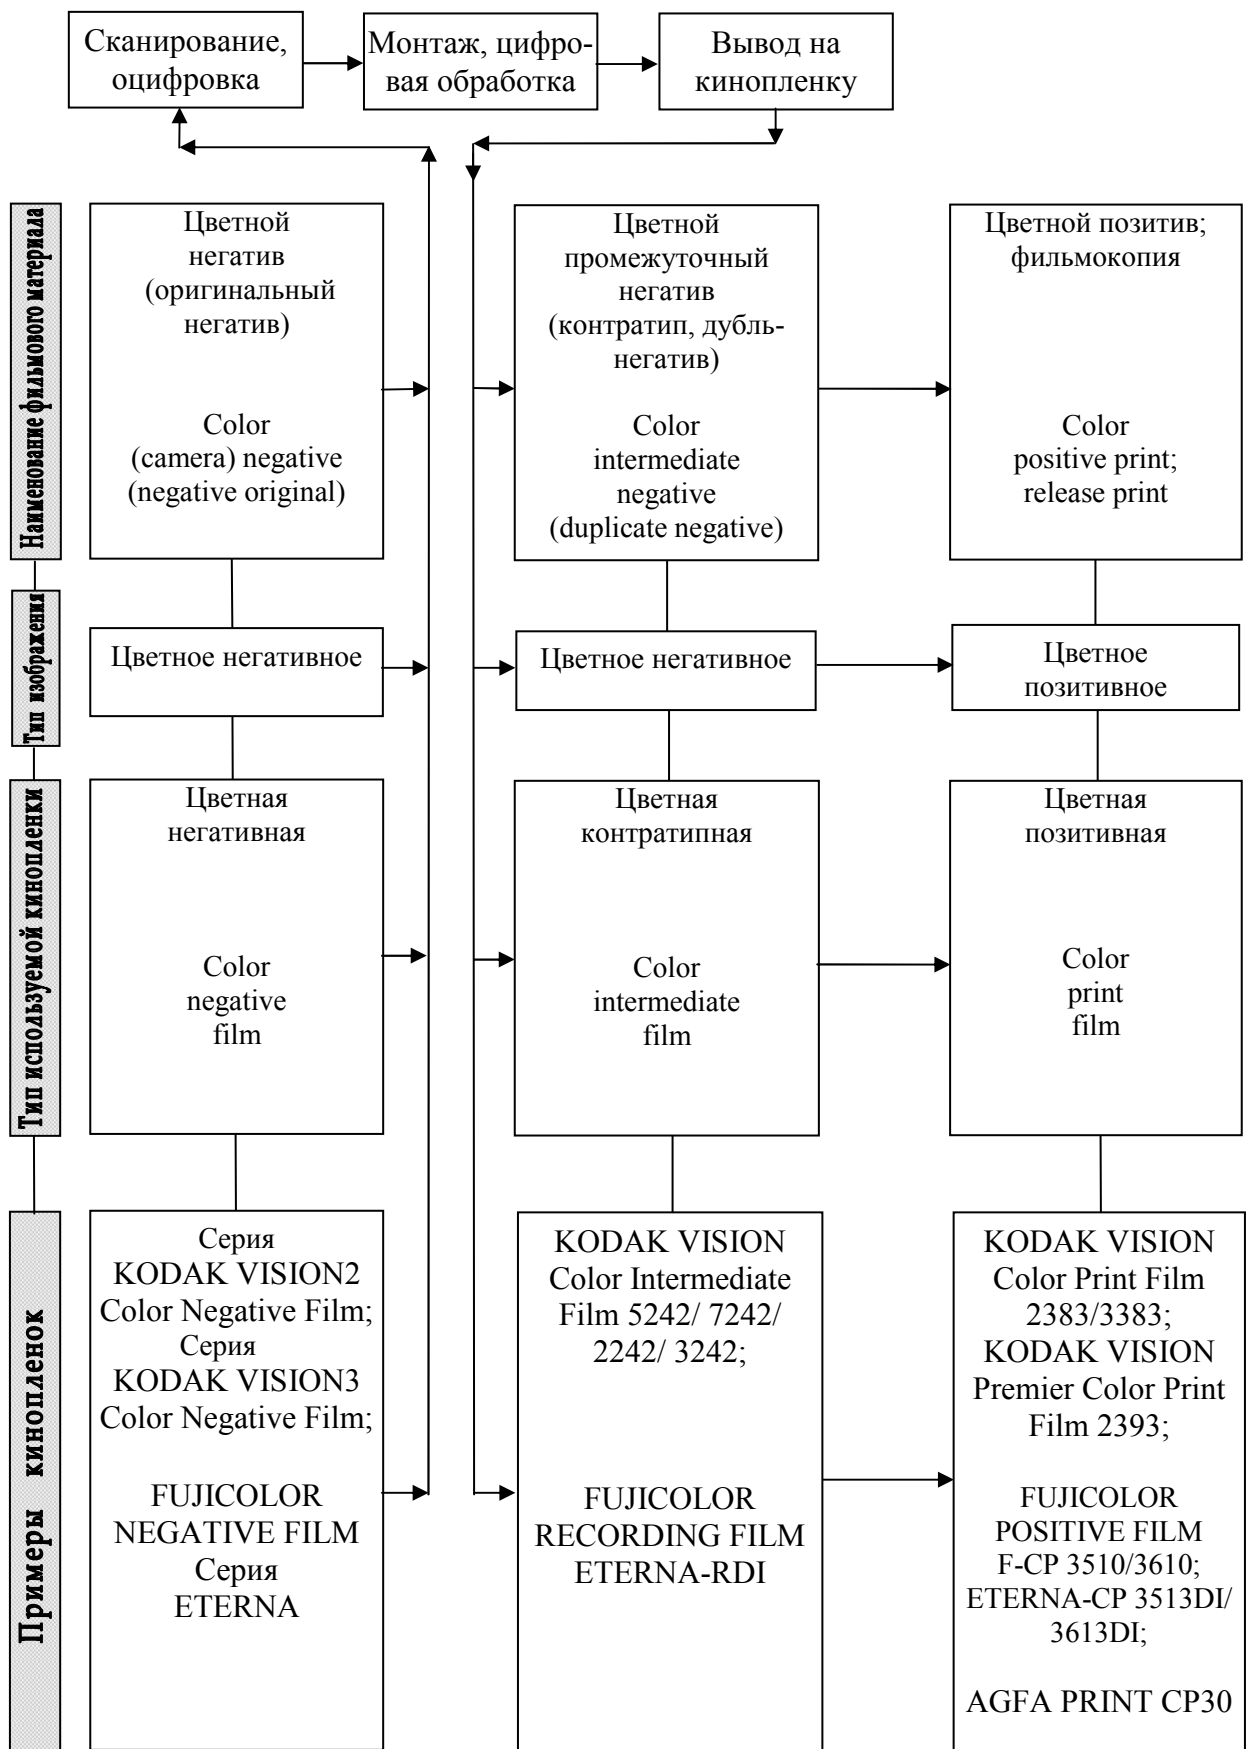 Сканирование,
оцифровка
Монтаж, цифро-
вая обработка
Вывод на
кинопленку
Наименование фильмового материала
Цветной
негатив
(оригинальный
негатив)
Color
(camera) negative
(negative original)
Цветной
промежуточный
негатив
(контратип, дубль-
негатив)
Color
intermediate
negative
(duplicate negative)
Цветной позитив;
фильмокопия
Color
positive print;
release print
Тип изображения
Цветное негативное
Цветное негативное
Цветное
позитивное
Тип используемой кинопленки
Цветная
негативная
Color
negative
film
Цветная
контратипная
Color
intermediate
film
Цветная
позитивная
Color
print
film
Примеры кинопленок
Серия
KODAK VISION2
Color Negative Film;
Серия
KODAK VISION3
Color Negative Film;
FUJICOLOR
NEGATIVE FILM
Серия
ETERNA
KODAK VISION
Color Intermediate
Film 5242/ 7242/
2242/ 3242;
FUJICOLOR
RECORDING FILM
ETERNA-RDI
KODAK VISION
Color Print Film
2383/3383;
KODAK VISION
Premier Color Print
Film 2393;
FUJICOLOR
POSITIVE FILM
F-CP 3510/3610;
ETERNA-CP 3513DI/
3613DI;
AGFA PRINT CP30